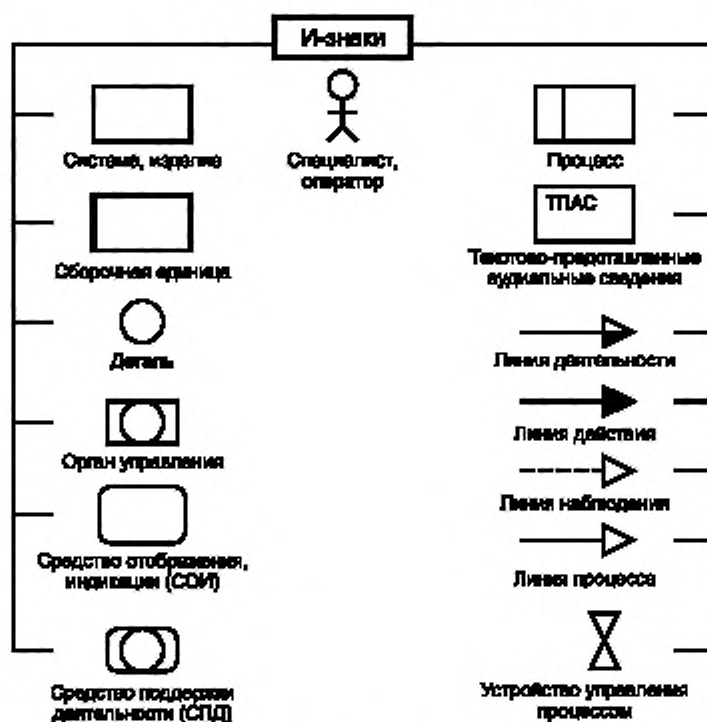 И-знаки
Система, изделие
Специалист,
оператор
Процесс
Сборочная единица
ТПАС
Текстово-представленные
аудиальные сведения
Деталь
Линия деятельности
Орган управления
Линия действия
Линия наблюдения
Средство отображения,
индикации (СОИ)
Линия процесса
Средство поддержки
деятельности (СПД)
Устройство управления
процессом